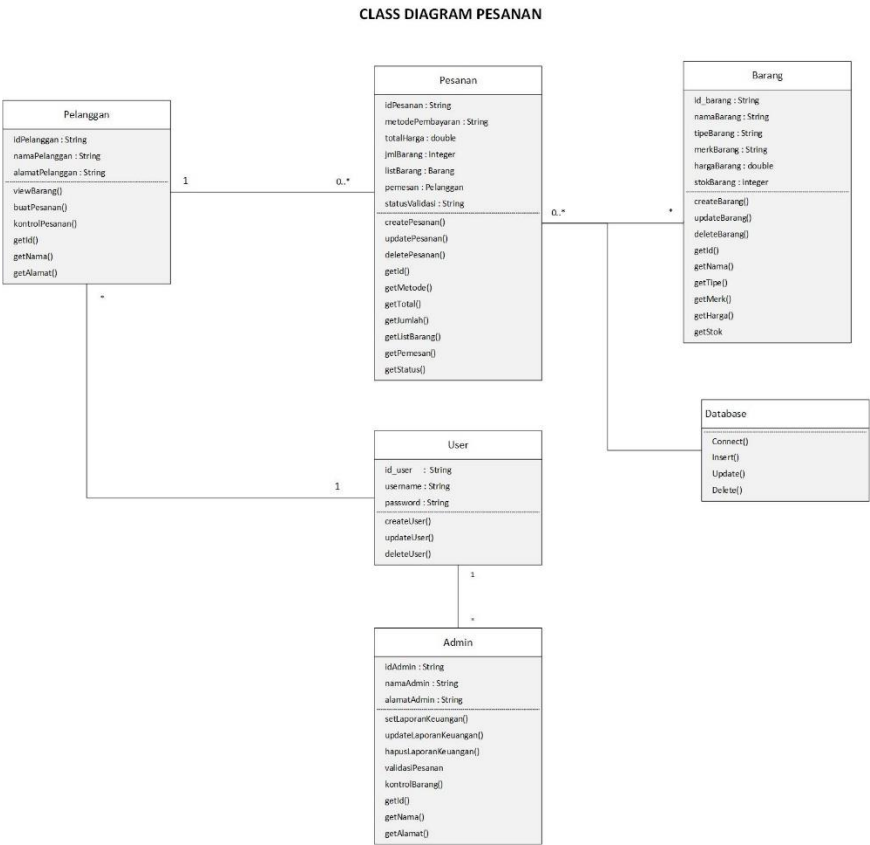 CLASS DIAGRAM PESANAN
Pelanggan
idPelanggan : String
namaPelanggan : String
alamatPelanggan : String
viewBarang()
buatPesanan()
kontrolPesanan()
getId()
getNama()
getAlamat()
1
0..*
*
Pesanan
idPesanan : String
metodePembayaran : String
totalHarga : double
jmlBarang : Integer
listBarang : Barang
pemesan : Pelanggan
statusValidasi : String
createPesanan()
updatePesanan()
deletePesanan()
getId()
getMetode()
getTotal()
getJumlah()
getListBarang()
getPemesan()
getStatus()
0..*
*
Barang
id_barang : String
namaBarang : String
tipeBarang : String
merkBarang : String
hargaBarang : double
stokBarang : Integer
createBarang()
updateBarang()
deleteBarang()
getId()
getNama()
getTipe()
getMerk()
getHarga()
getStok
Database
Connect()
Insert()
Update()
Delete()
1
User
id_user : String
username : String
password : String
createUser()
updateUser()
deleteUser()
1
*
Admin
idAdmin : String
namaAdmin : String
alamatAdmin : String
setLaporanKeuangan()
updateLaporanKeuangan()
hapusLaporanKeuangan()
validasiPesanan
kontrolBarang()
getId()
getNama()
getAlamat()